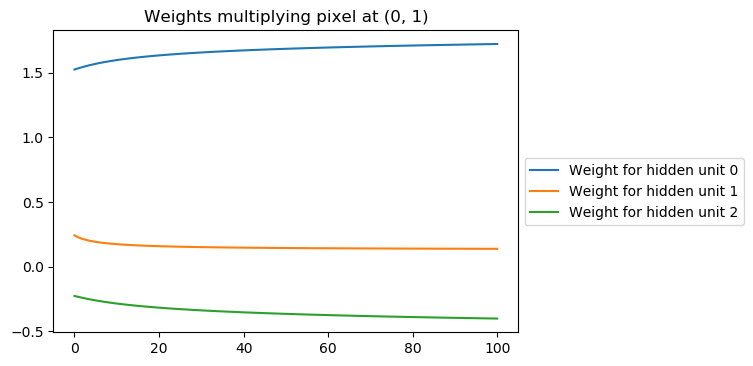 Weights multiplying pixel at (0, 1)
1.5
1.0
0.5
0.0
−0.5
0 20 40 60 80 100
Weight for hidden unit 0
Weight for hidden unit 1
Weight for hidden unit 2